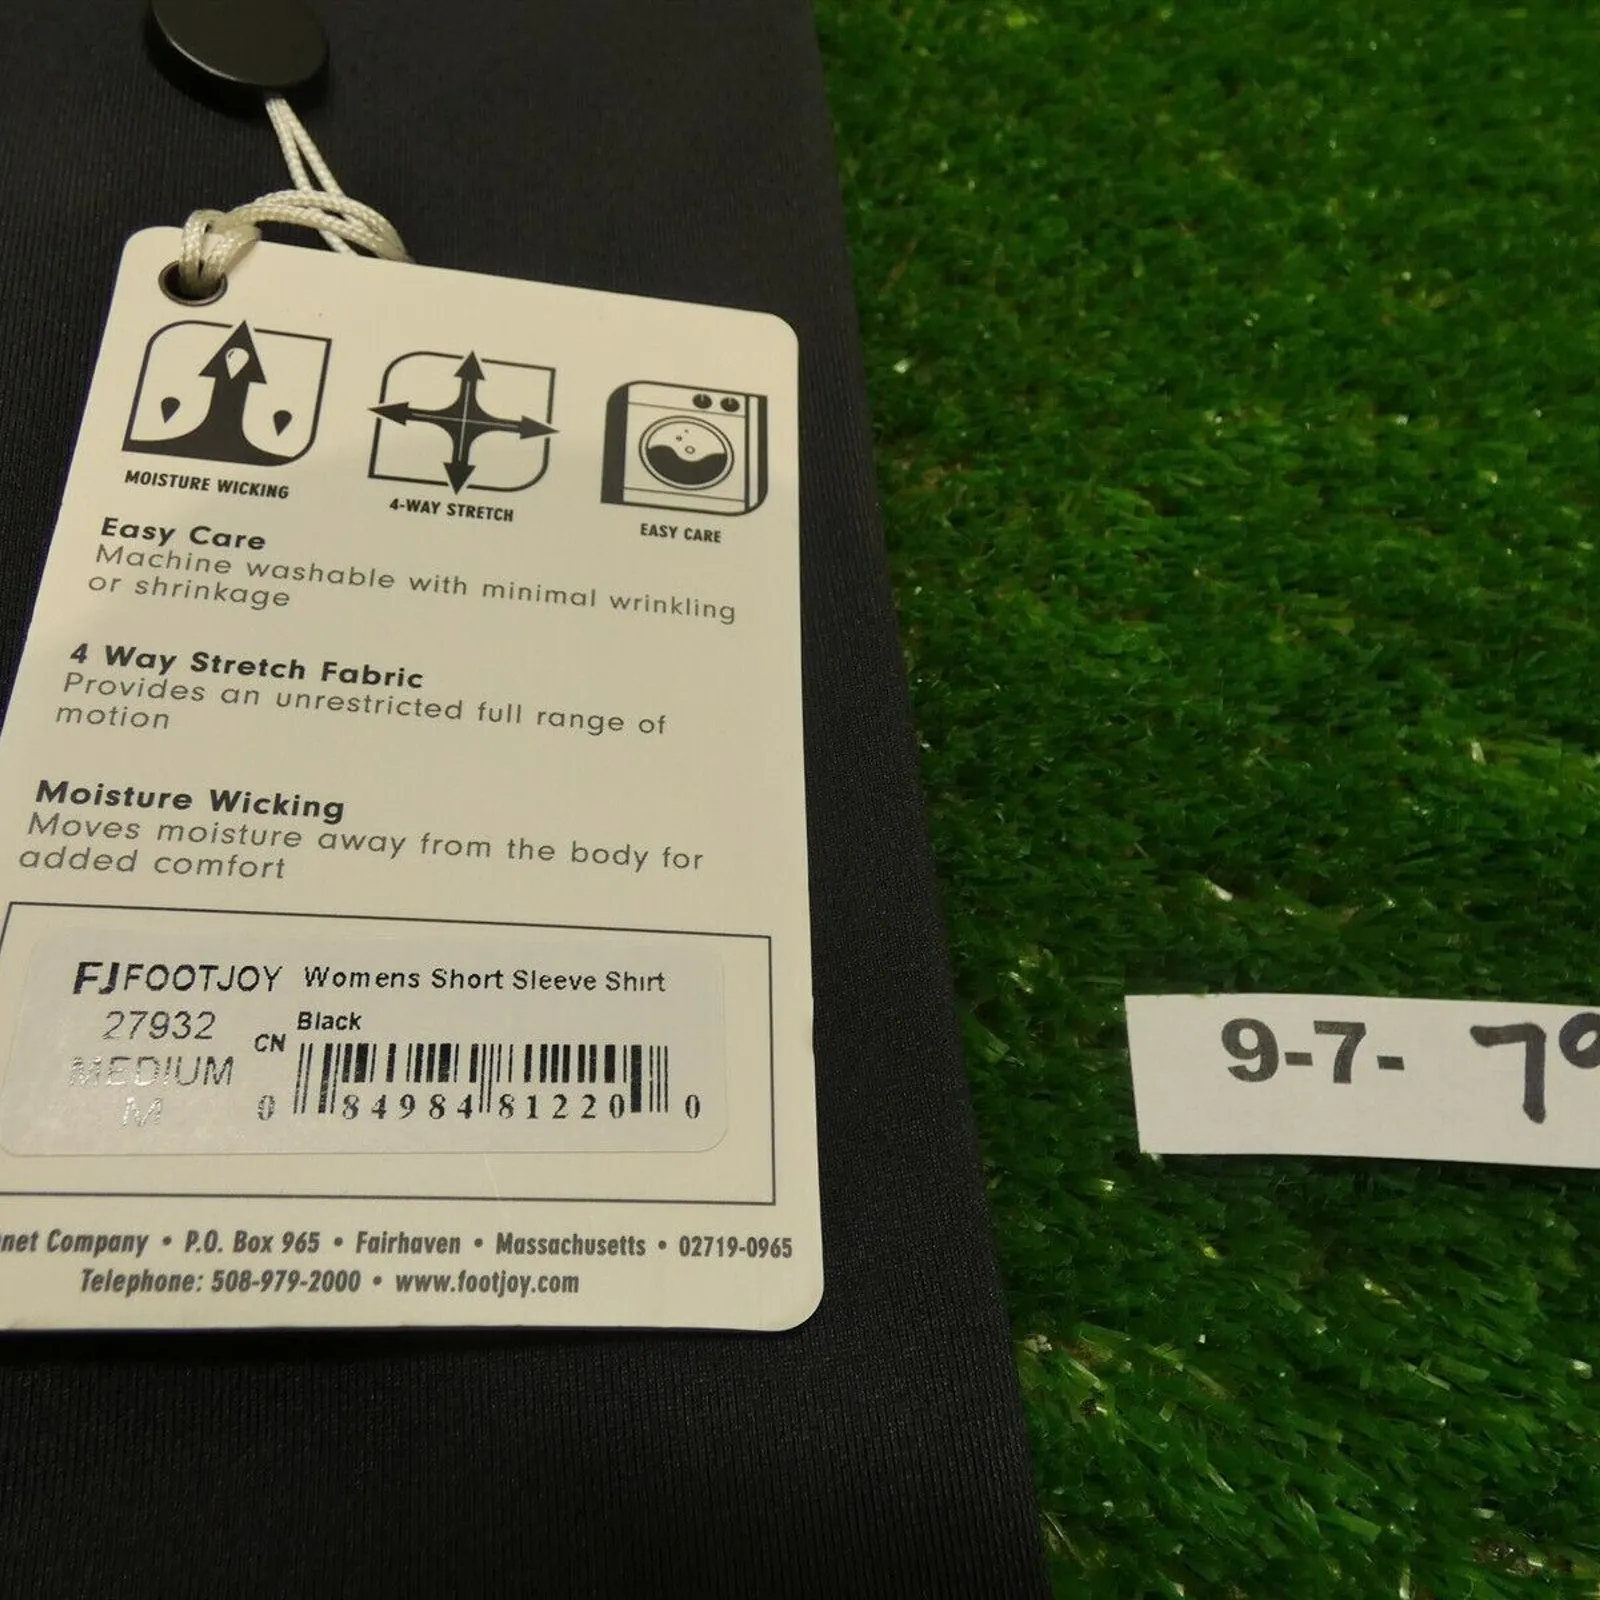 MOISTURE WICKING
4-WAY STRETCH
EASY CARE
Easy Care
Machine washable with minimal wrinkling
or shrinkage
4 Way Stretch Fabric
Provides an unrestricted full range of
motion
Moisture Wicking
Moves moisture away from the body for
added comfort
FJ FOOTJOY Womens Short Sleeve Shirt
27932 Black
CN
MEDIUM
M
0 84984 81220 0
Company • P.O. Box 965 • Fairhaven • Massachusetts • 02719-0965
Telephone: 508-979-2000 • www.footjoy.com
9-7-